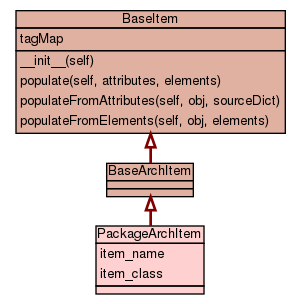 BaseItem
tagMap
__init__(self)
populate(self, attributes, elements)
populateFromAttributes(self, obj, sourceDict)
populateFromElements(self, obj, elements)
BaseArchItem
PackageArchItem
item_name
item_class